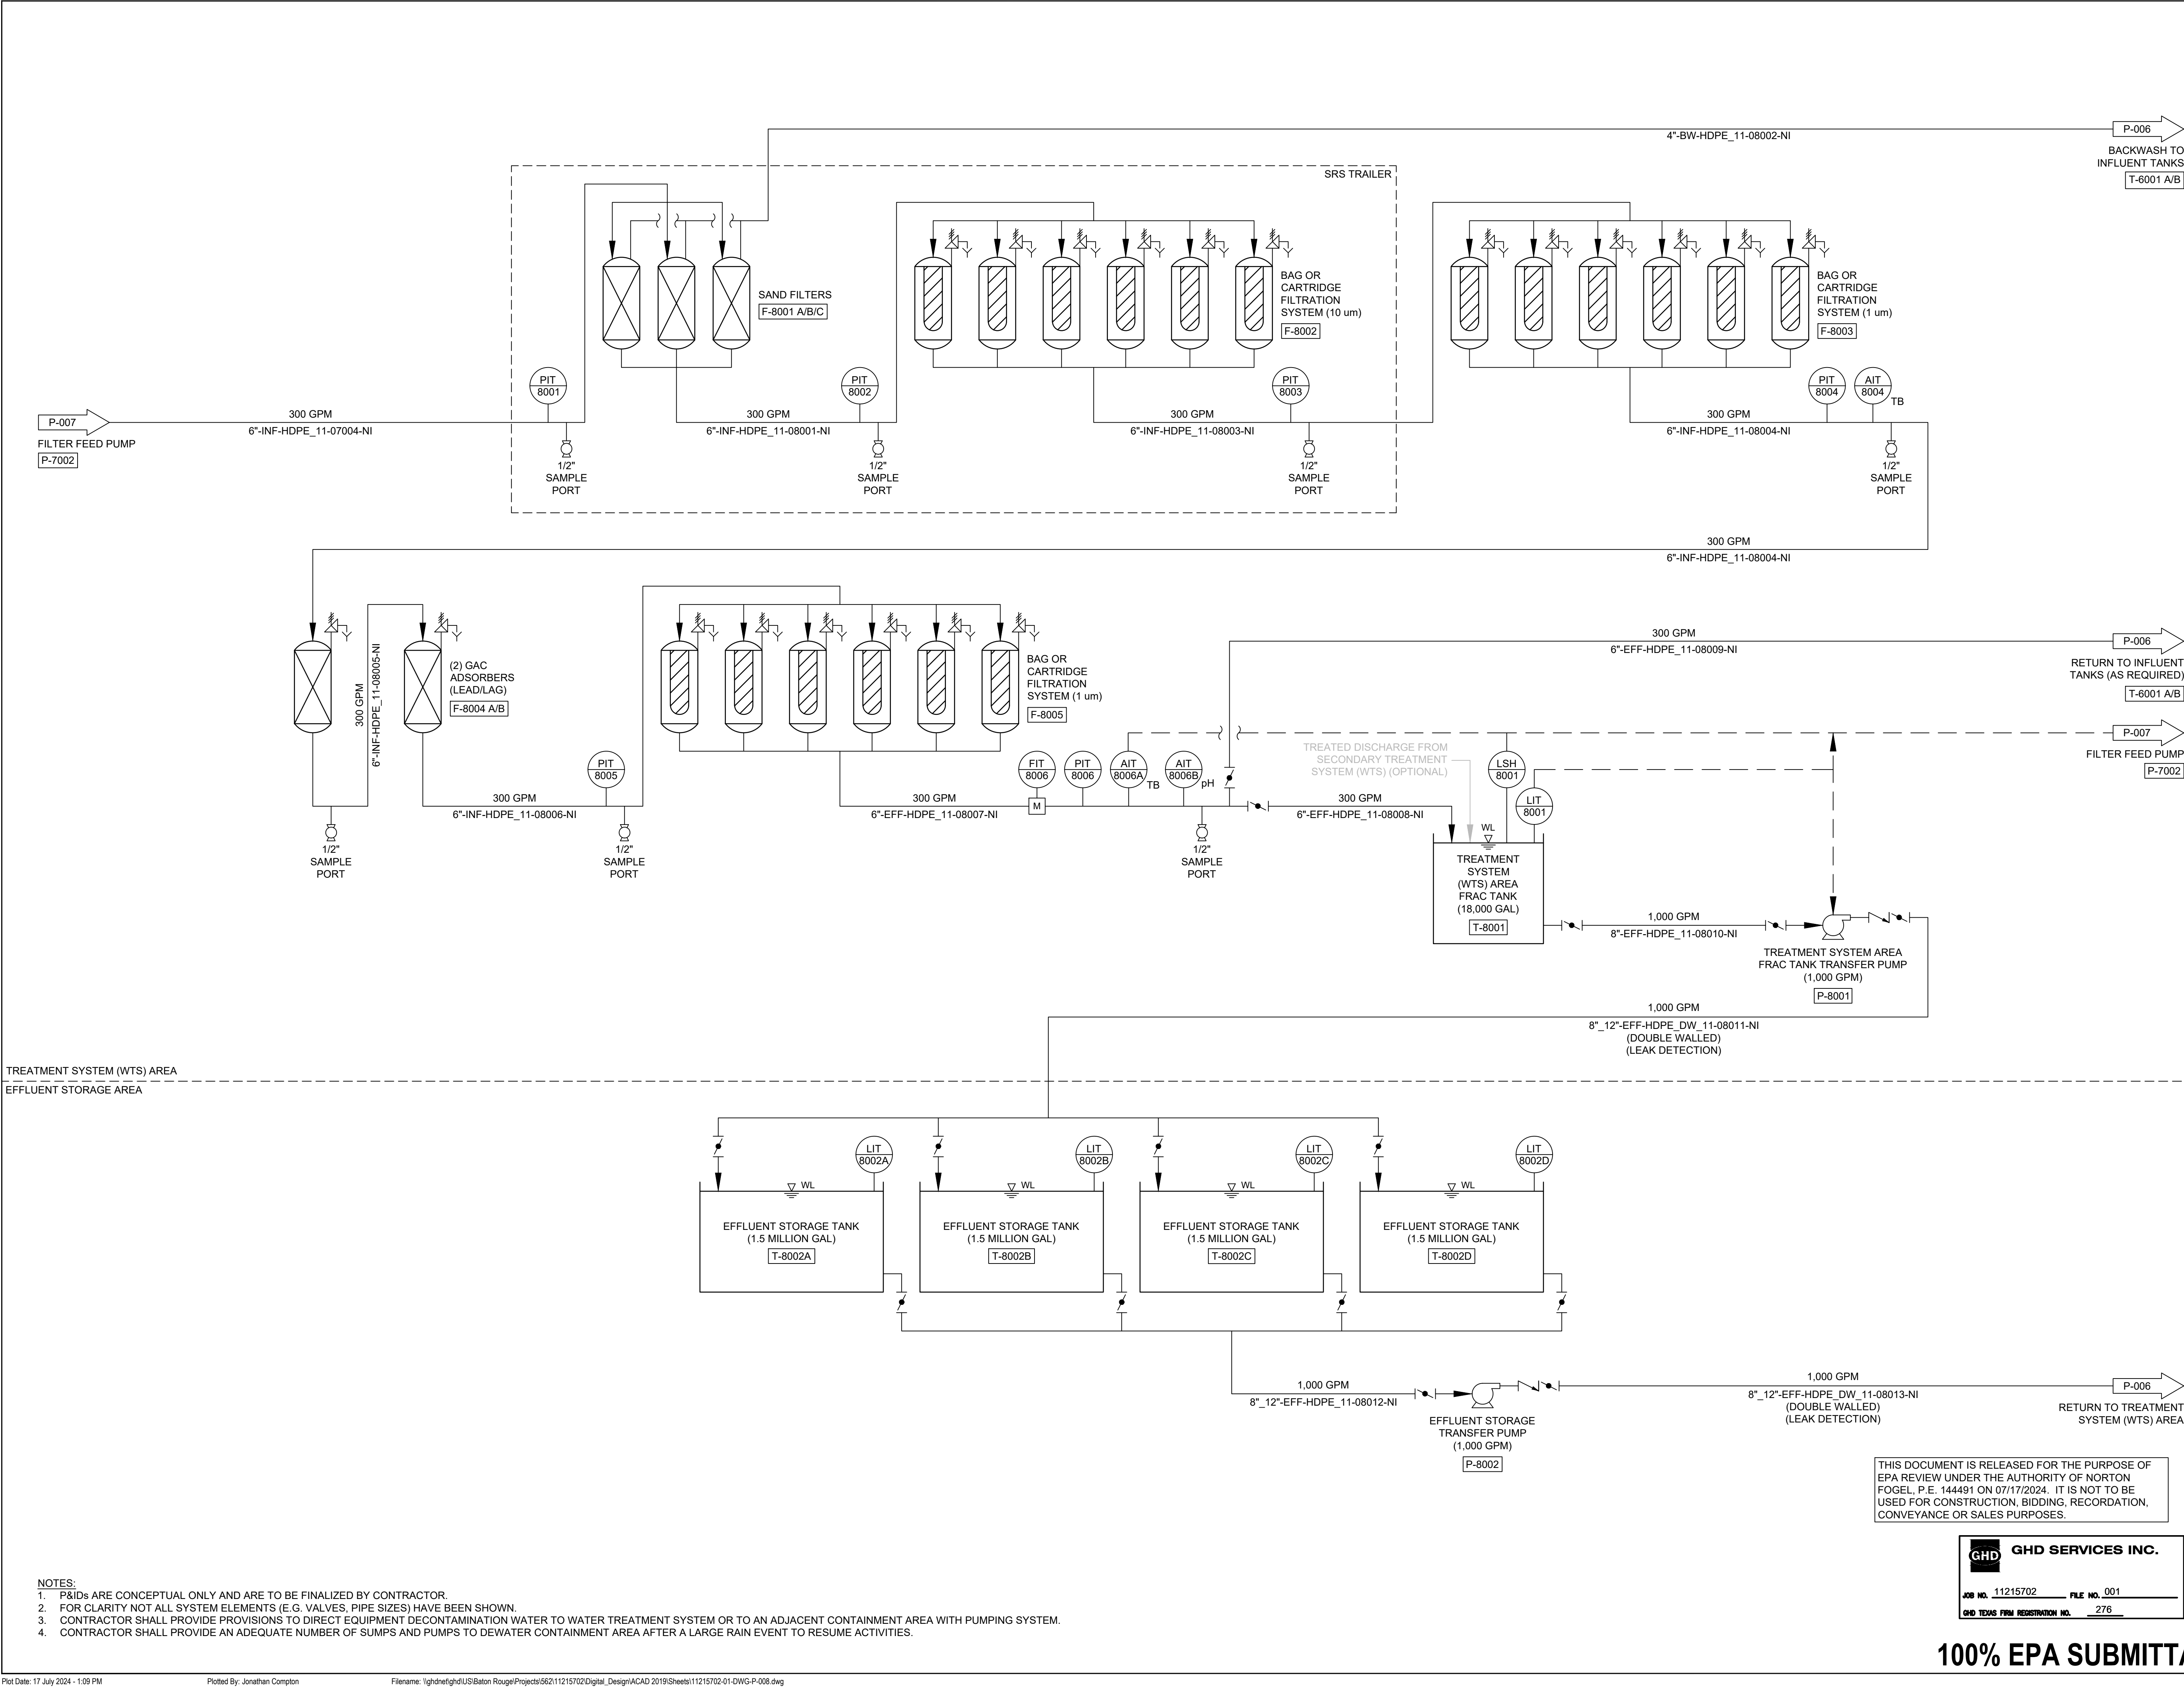 4"-BW-HDPE_11-08002-NI
P-006
BACKWASH TO
INFLUENT TANKS
T-6001 A/B
SRS TRAILER
SAND FILTERS
F-8001 A/B/C
BAG OR
CARTRIDGE
FILTRATION
SYSTEM (10 um)
F-8002
BAG OR
CARTRIDGE
FILTRATION
SYSTEM (1 um)
F-8003
PIT
8001
PIT
8002
PIT
8003
PIT
8004
AIT
8004
TB
P-007
FILTER FEED PUMP
P-7002
300 GPM
6"-INF-HDPE_11-07004-NI
300 GPM
6"-INF-HDPE_11-08001-NI
300 GPM
6"-INF-HDPE_11-08003-NI
300 GPM
6"-INF-HDPE_11-08004-NI
1/2"
SAMPLE
PORT
1/2"
SAMPLE
PORT
1/2"
SAMPLE
PORT
1/2"
SAMPLE
PORT
300 GPM
6"-INF-HDPE_11-08004-NI
300 GPM
6"-INF-HDPE_11-08005-NI
(2) GAC
ADSORBERS
(LEAD/LAG)
F-8004 A/B
BAG OR
CARTRIDGE
FILTRATION
SYSTEM (1 um)
F-8005
300 GPM
6"-EFF-HDPE_11-08009-NI
P-006
RETURN TO INFLUENT
TANKS (AS REQUIRED)
T-6001 A/B
P-007
FILTER FEED PUMP
P-7002
TREATED DISCHARGE FROM
SECONDARY TREATMENT
SYSTEM (WTS) (OPTIONAL)
PIT
8005
FIT
8006
PIT
8006
AIT
8006A
TB
AIT
8006B
pH
LSH
8001
LIT
8001
300 GPM
6"-INF-HDPE_11-08006-NI
300 GPM
6"-EFF-HDPE_11-08007-NI
M
300 GPM
6"-EFF-HDPE_11-08008-NI
1/2"
SAMPLE
PORT
1/2"
SAMPLE
PORT
1/2"
SAMPLE
PORT
WL
TREATMENT
SYSTEM
(WTS) AREA
FRAC TANK
(18,000 GAL)
T-8001
1,000 GPM
8"-EFF-HDPE_11-08010-NI
TREATMENT SYSTEM AREA
FRAC TANK TRANSFER PUMP
(1,000 GPM)
P-8001
1,000 GPM
8"_12"-EFF-HDPE_DW_11-08011-NI
(DOUBLE WALLED)
(LEAK DETECTION)
TREATMENT SYSTEM (WTS) AREA
EFFLUENT STORAGE AREA
LIT
8002A
LIT
8002B
LIT
8002C
LIT
8002D
WL
WL
WL
WL
EFFLUENT STORAGE TANK
(1.5 MILLION GAL)
T-8002A
EFFLUENT STORAGE TANK
(1.5 MILLION GAL)
T-8002B
EFFLUENT STORAGE TANK
(1.5 MILLION GAL)
T-8002C
EFFLUENT STORAGE TANK
(1.5 MILLION GAL)
T-8002D
1,000 GPM
8"_12"-EFF-HDPE_11-08012-NI
EFFLUENT STORAGE
TRANSFER PUMP
(1,000 GPM)
P-8002
1,000 GPM
8"_12"-EFF-HDPE_DW_11-08013-NI
(DOUBLE WALLED)
(LEAK DETECTION)
P-006
RETURN TO TREATMENT
SYSTEM (WTS) AREA
THIS DOCUMENT IS RELEASED FOR THE PURPOSE OF
EPA REVIEW UNDER THE AUTHORITY OF NORTON
FOGEL, P.E. 144491 ON 07/17/2024. IT IS NOT TO BE
USED FOR CONSTRUCTION, BIDDING, RECORDATION,
CONVEYANCE OR SALES PURPOSES.
GHD
GHD SERVICES INC.
JOB NO. 11215702 FILE NO. 001
GHD TEXAS FIRM REGISTRATION NO. 276
NOTES:
1. P&IDs ARE CONCEPTUAL ONLY AND ARE TO BE FINALIZED BY CONTRACTOR.
2. FOR CLARITY NOT ALL SYSTEM ELEMENTS (E.G. VALVES, PIPE SIZES) HAVE BEEN SHOWN.
3. CONTRACTOR SHALL PROVIDE PROVISIONS TO DIRECT EQUIPMENT DECONTAMINATION WATER TO WATER TREATMENT SYSTEM OR TO AN ADJACENT CONTAINMENT AREA WITH PUMPING SYSTEM.
4. CONTRACTOR SHALL PROVIDE AN ADEQUATE NUMBER OF SUMPS AND PUMPS TO DEWATER CONTAINMENT AREA AFTER A LARGE RAIN EVENT TO RESUME ACTIVITIES.
100% EPA SUBMITTA
Plot Date: 17 July 2024 - 1:09 PM
Plotted By: Jonathan Compton
Filename: \\ghdnet\ghd\US\Baton Rouge\Projects\562\11215702\Digital_Design\ACAD 2019\Sheets\11215702-01-DWG-P-008.dwg